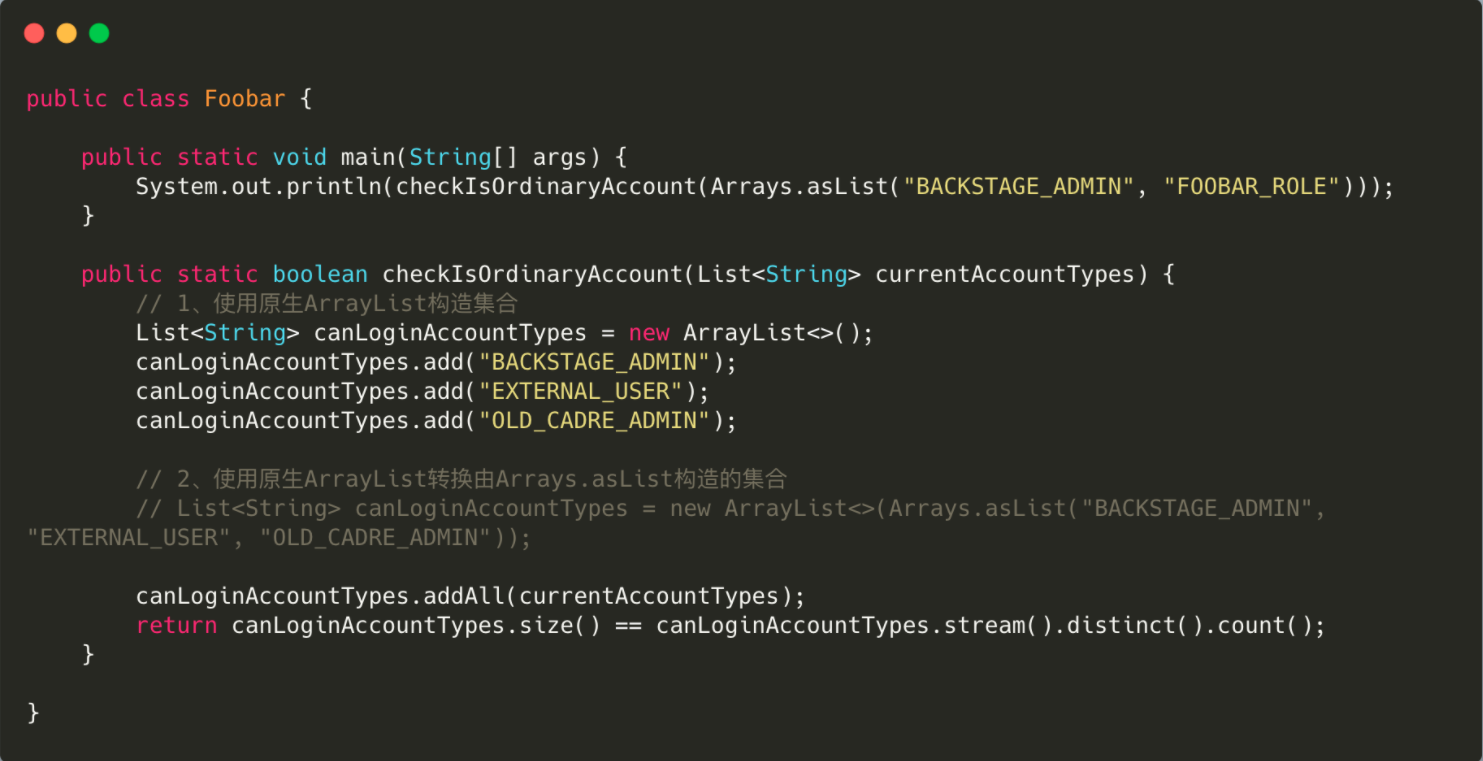 public class Foobar {
public static void main(String[] args) {
System.out.println(checkIsOrdinaryAccount(Arrays.asList("BACKSTAGE_ADMIN", "FOOBAR_ROLE")));
}
public static boolean checkIsOrdinaryAccount(List<String> currentAccountTypes) {
// 1、使用原生ArrayList构造集合
List<String> canLoginAccountTypes = new ArrayList<>();
canLoginAccountTypes.add("BACKSTAGE_ADMIN");
canLoginAccountTypes.add("EXTERNAL_USER");
canLoginAccountTypes.add("OLD_CADRE_ADMIN");
// 2、使用原生ArrayList转换由Arrays.asList构造的集合
// List<String> canLoginAccountTypes = new ArrayList<>(Arrays.asList("BACKSTAGE_ADMIN",
"EXTERNAL_USER", "OLD_CADRE_ADMIN"));
canLoginAccountTypes.addAll(currentAccountTypes);
return canLoginAccountTypes.size() == canLoginAccountTypes.stream().distinct().count();
}
}